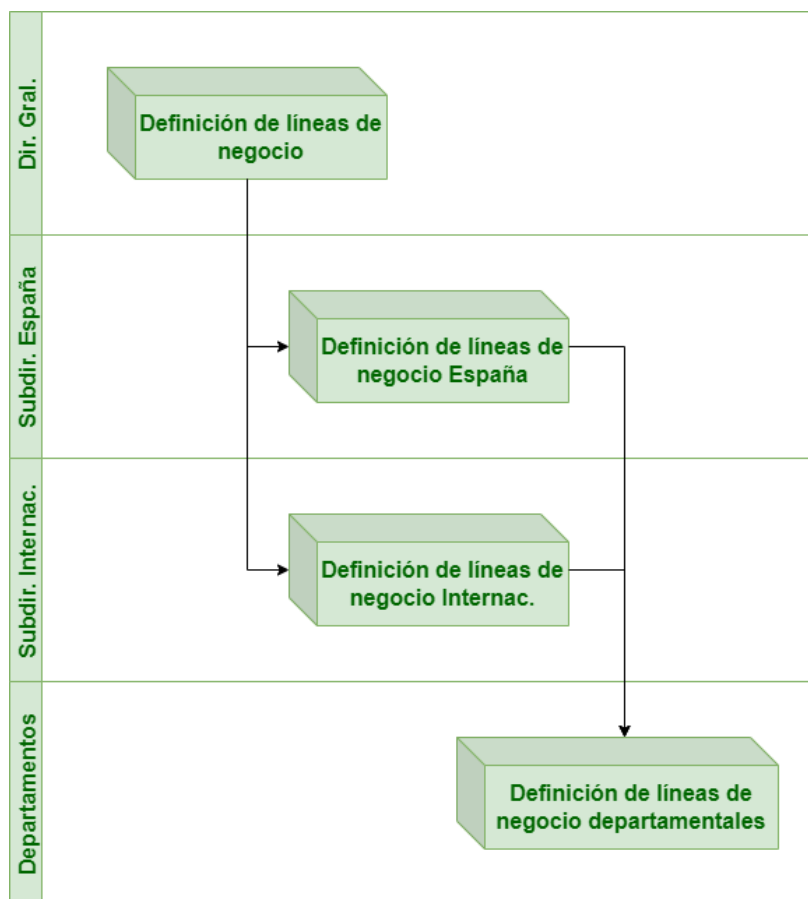 Dir. Gral.
Definición de líneas de
negocio
Subdir. España
Definición de líneas de
negocio España
Subdir. Internac.
Definición de líneas de
negocio Internac.
Departamentos
Definición de líneas de
negocio departamentales